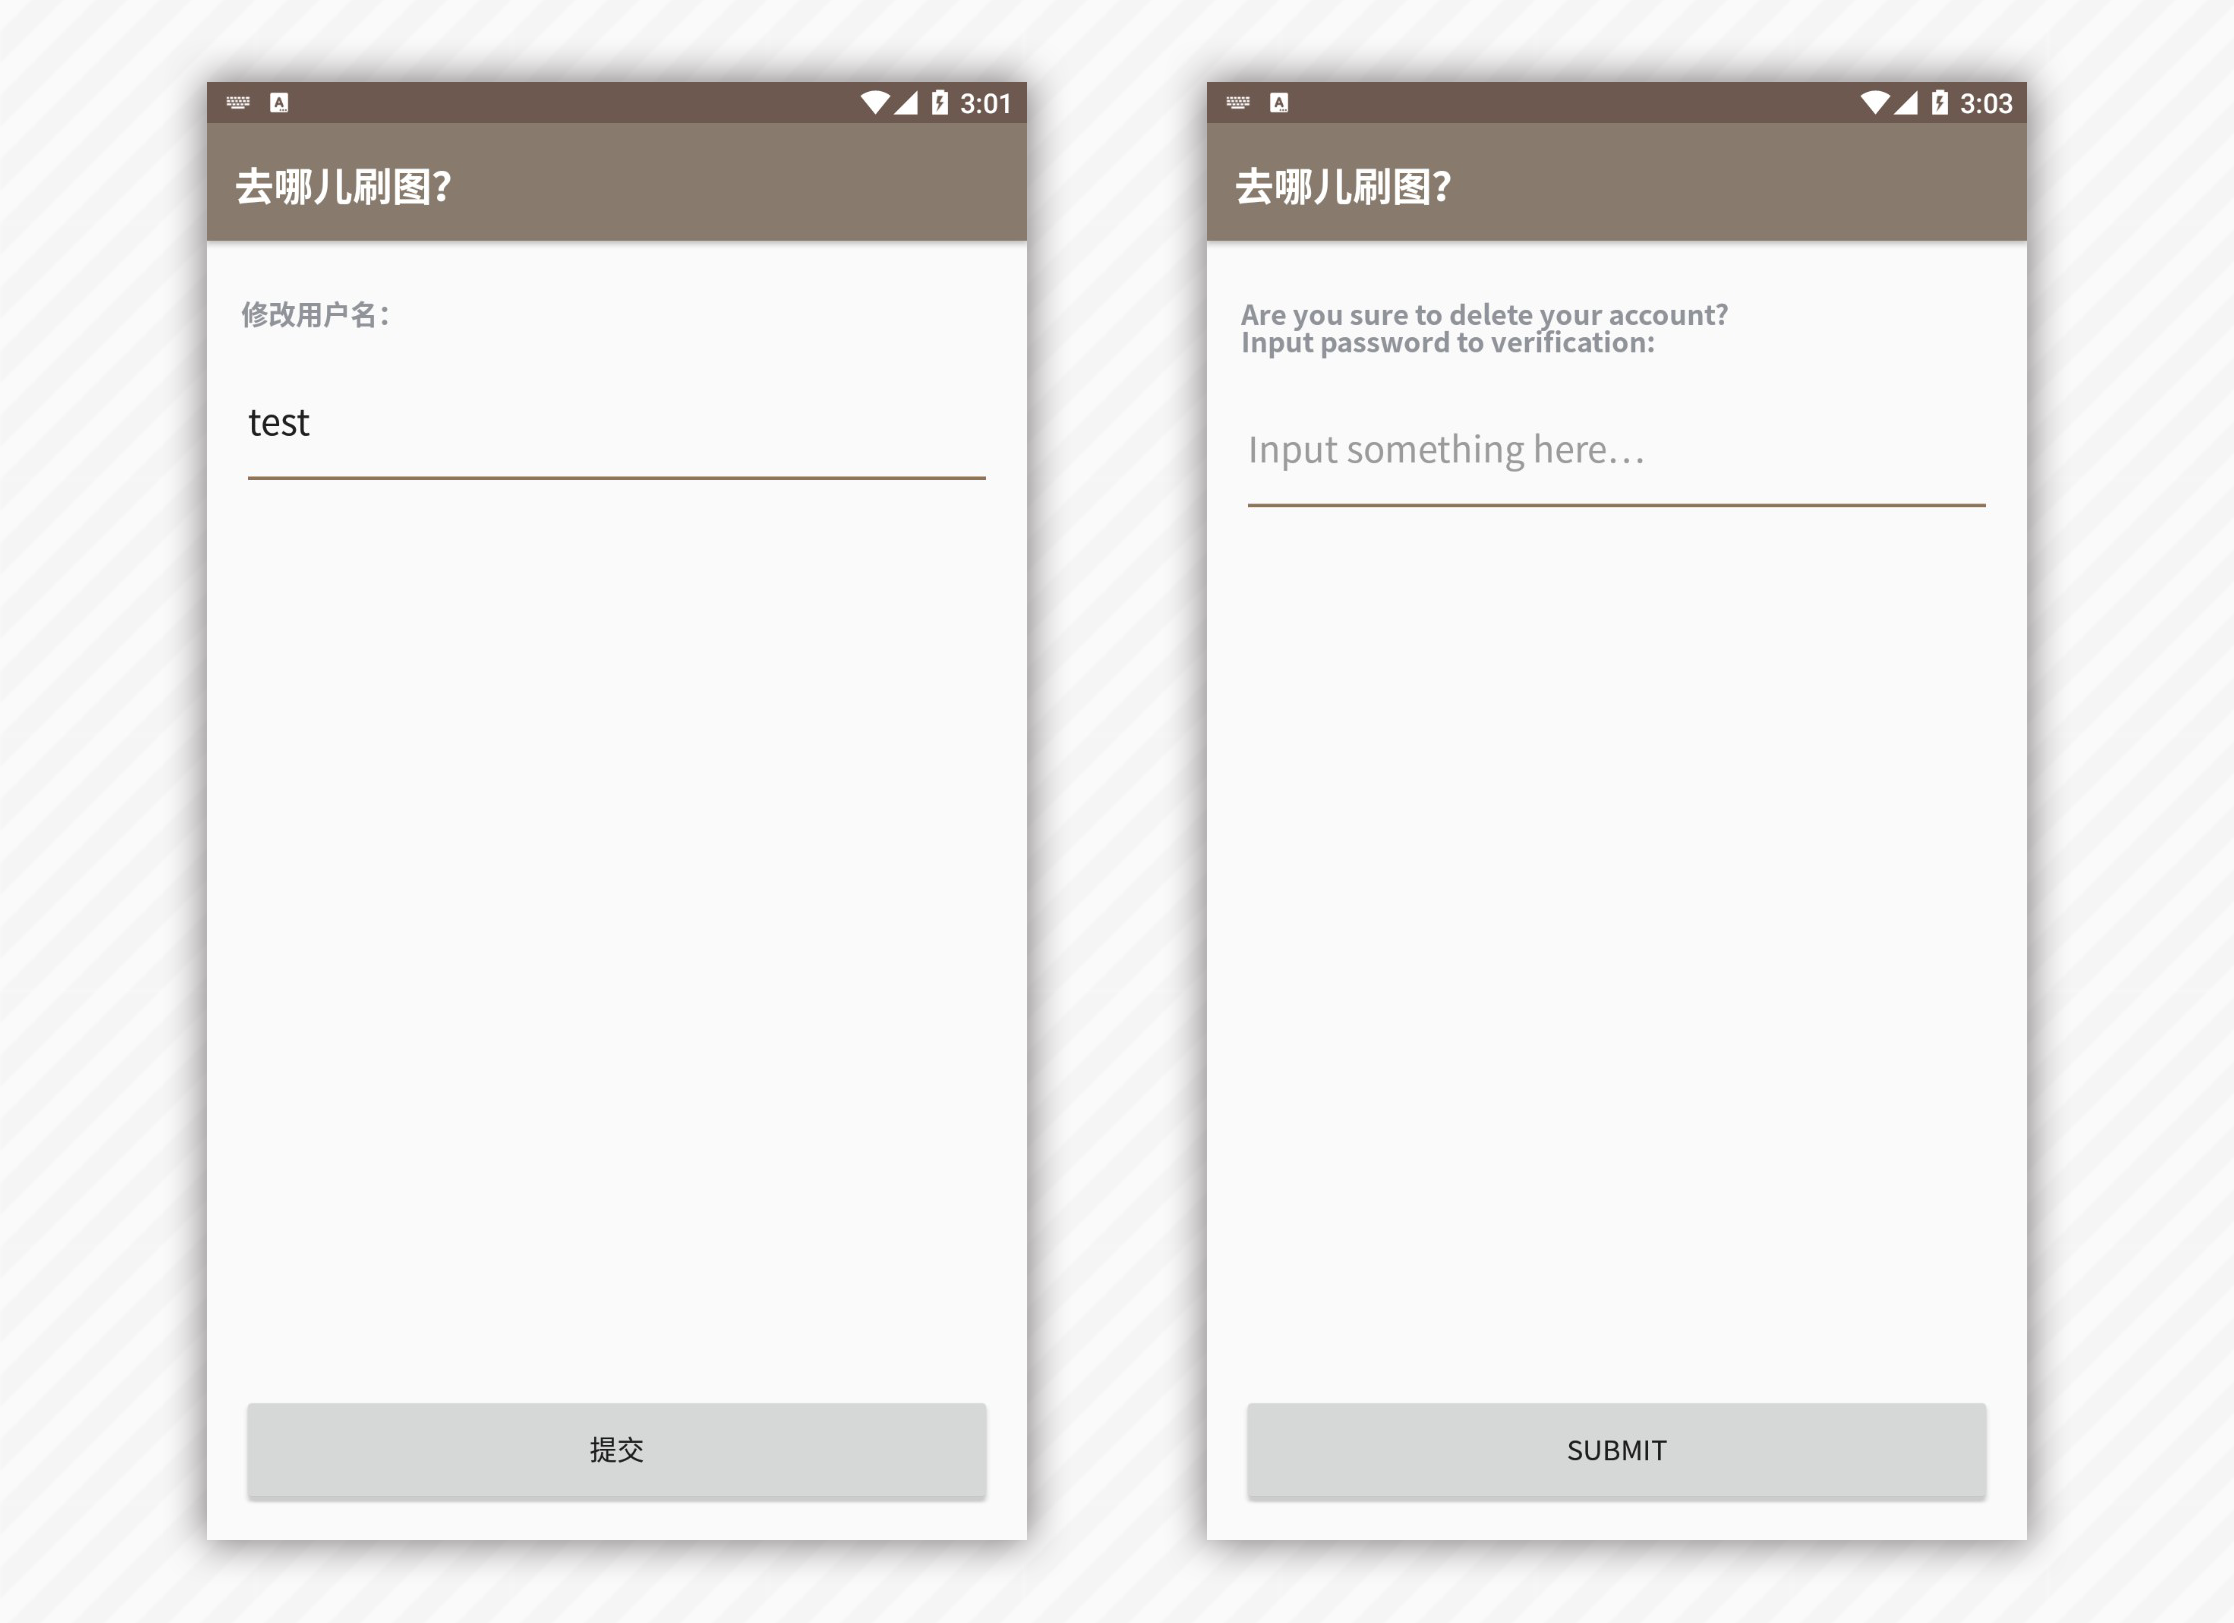 3:01
去哪儿刷图?
修改用户名：
test
提交
3:03
去哪儿刷图?
Are you sure to delete your account?
Input password to verification:
Input something here...
SUBMIT